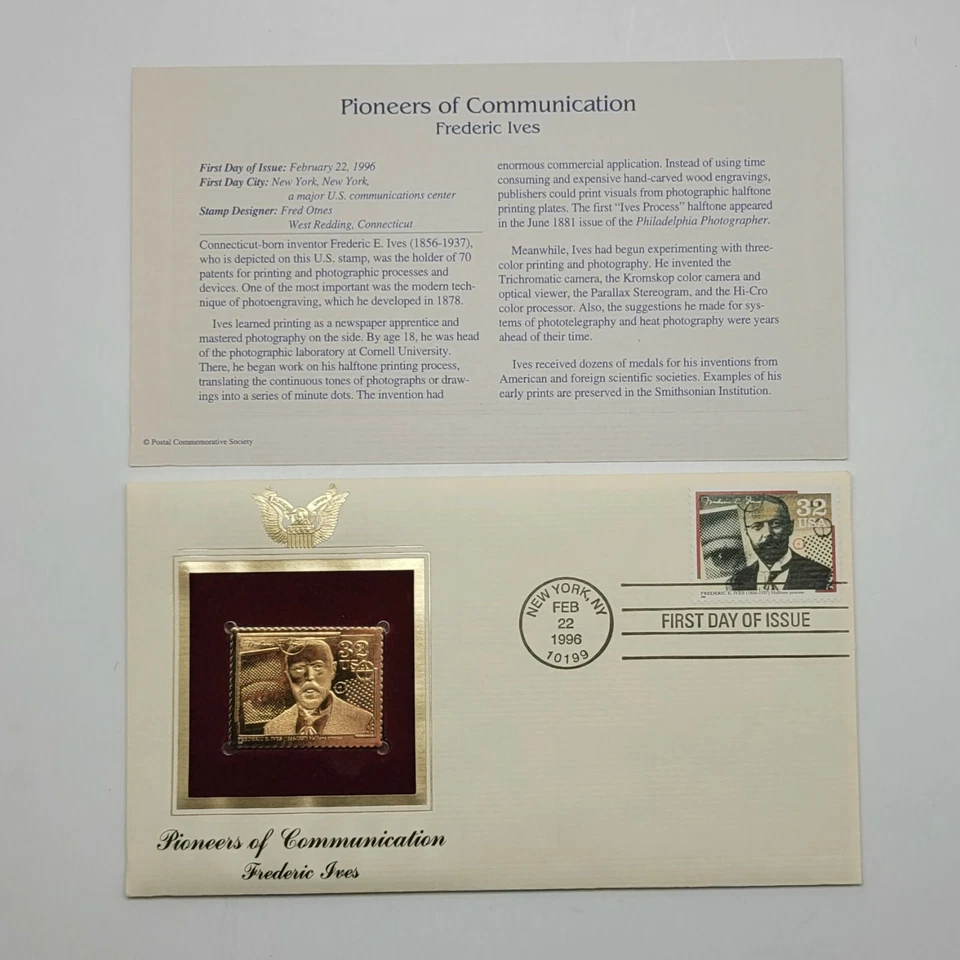 Pioneers of Communication
Frederic Ives
First Day of Issue: February 22, 1996
First Day City: New York, New York,
a major U.S. communications center
Stamp Designer: Fred Otnes
West Redding, Connecticut
Connecticut-born inventor Frederic E. Ives (1856-1937),
who is depicted on this U.S. stamp, was the holder of 70
patents for printing and photographic processes and
devices. One of the most important was the modern tech-
nique of photoengraving, which he developed in 1878.
Ives learned printing as a newspaper apprentice and
mastered photography on the side. By age 18, he was head
of the photographic laboratory at Cornell University.
There, he began work on his halftone printing process,
translating the continuous tones of photographs or draw-
ings into a series of minute dots. The invention had
enormous commercial application. Instead of using time
consuming and expensive hand-carved wood engravings,
publishers could print visuals from photographic halftone
printing plates. The first "Ives Process" halftone appeared
in the June 1881 issue of the Philadelphia Photographer.
Meanwhile, Ives had begun experimenting with three-
color printing and photography. He invented the
Trichromatic camera, the Kromskop color camera and
optical viewer, the Parallax Stereogram, and the Hi-Cro
color processor. Also, the suggestions he made for sys-
tems of phototelegraphy and heat photography were years
ahead of their time.
Ives received dozens of medals for his inventions from
American and foreign scientific societies. Examples of his
early prints are preserved in the Smithsonian Institution.
© Postal Commemorative Society
32
USA
FREDERIC E. IVES (1856-1937) Halftone process
NEW YORK, NY
FEB
22
1996
10199
FIRST DAY OF ISSUE
32
USA
Pioneers of Communication
Frederic Ives